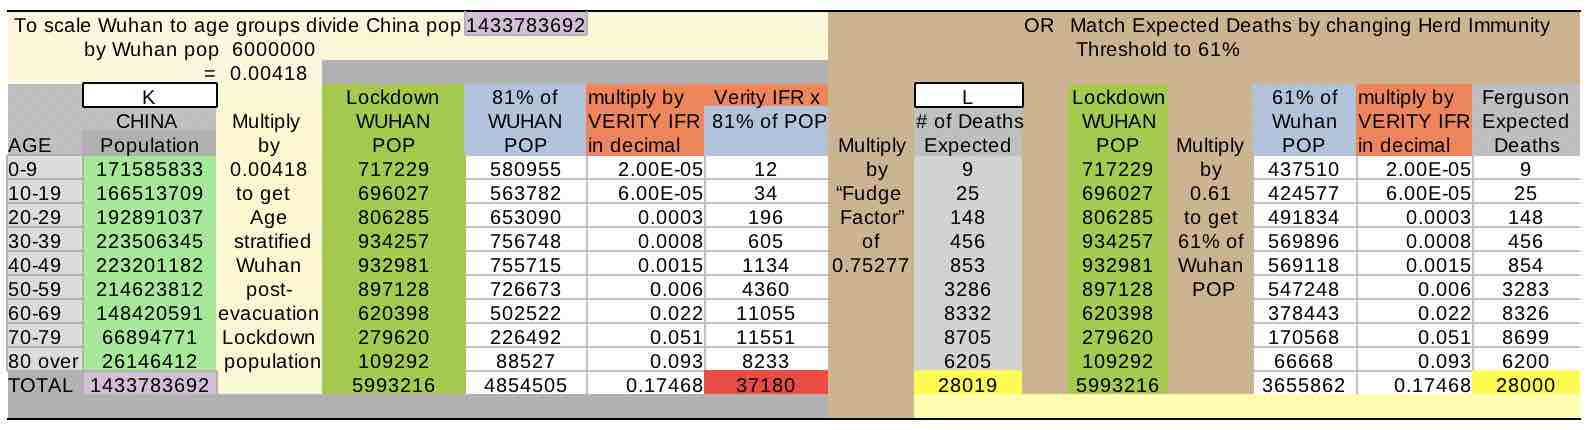 To scale Wuhan to age groups divide China pop 1433783692 OR Match Expected Deaths by changing Herd Immunity
by Wuhan pop 6000000 Threshold to 61%
= 0.00418
K Lockdown 81% of multiply by Verity IFR x L Lockdown 61% of multiply by Ferguson
CHINA Multiply WUHAN WUHAN VERITY IFR 81% of POP # of Deaths WUHAN Wuhan VERITY IFR Expected
AGE Population by POP POP in decimal Multiply Expected POP Multiply POP in decimal Deaths
0-9 171585833 0.00418 717229 580955 2.00E-05 12 by 9 717229 by 437510 2.00E-05 9
10-19 166513709 to get 696027 563782 6.00E-05 34 “Fudge 25 696027 0.61 424577 6.00E-05 25
20-29 192891037 Age 806285 653090 0.0003 196 Factor” 148 806285 to get 491834 0.0003 148
30-39 223506345 stratified 934257 756748 0.0008 605 of 456 934257 61% of 569896 0.0008 456
40-49 223201182 Wuhan 932981 755715 0.0015 1134 0.75277 853 932981 Wuhan 569118 0.0015 854
50-59 214623812 post- 897128 726673 0.006 4360 3286 897128 POP 547248 0.006 3283
60-69 148420591 evacuation 620398 502522 0.022 11055 8332 620398 378443 0.022 8326
70-79 66894771 Lockdown 279620 226492 0.051 11551 8705 279620 170568 0.051 8699
80 over 26146412 population 109292 88527 0.093 8233 6205 109292 66668 0.093 6200
TOTAL 1433783692 5993216 4854505 0.17468 37180 28019 5993216 3655862 0.17468 28000